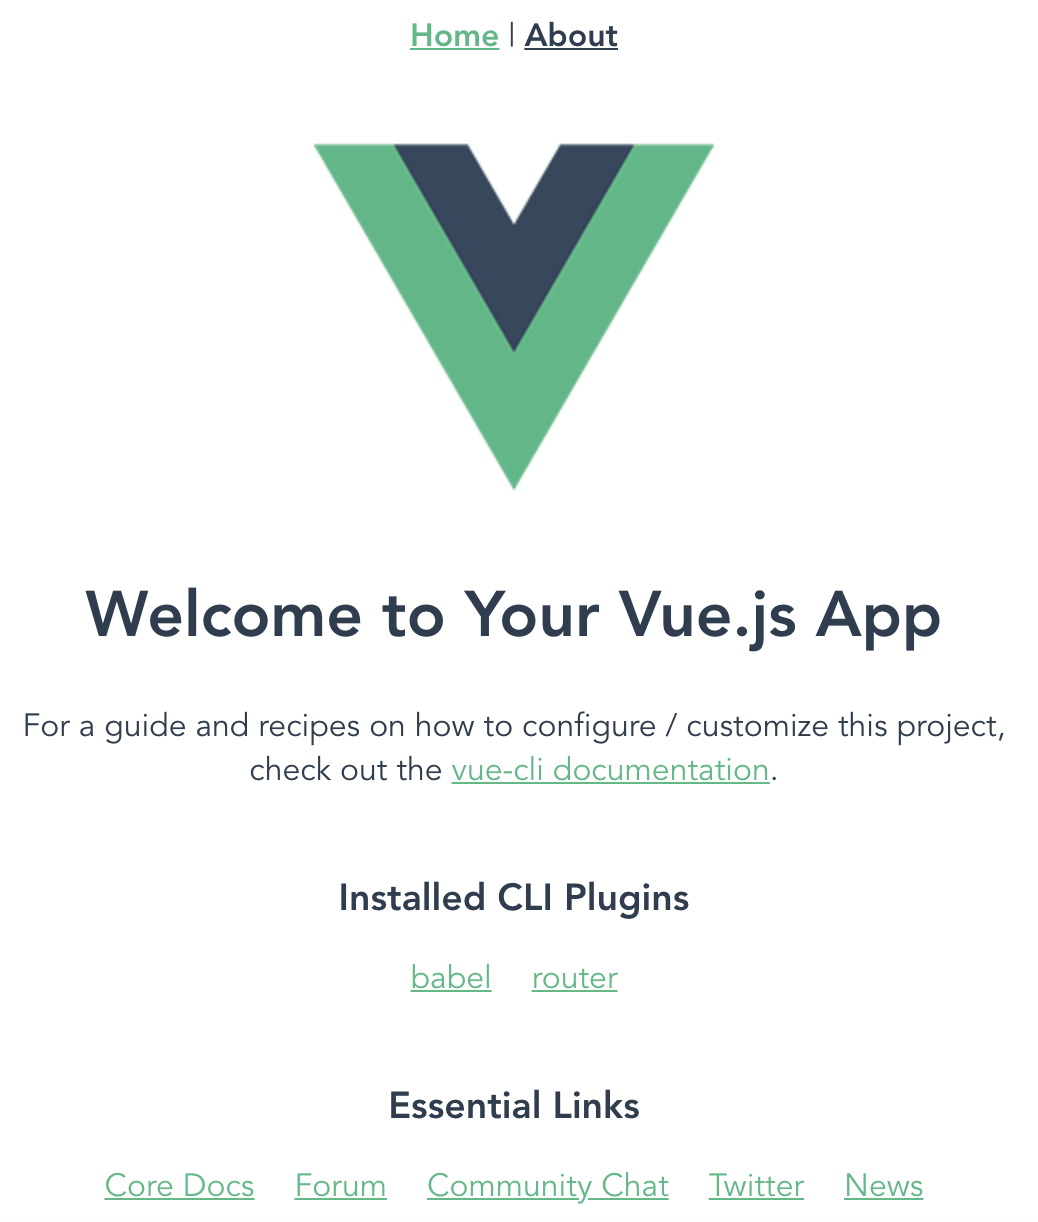 Home | About
Welcome to Your Vue.js App
For a guide and recipes on how to configure / customize this project,
check out the vue-cli documentation.
Installed CLI Plugins
babel router
Essential Links
Core Docs Forum Community Chat Twitter News